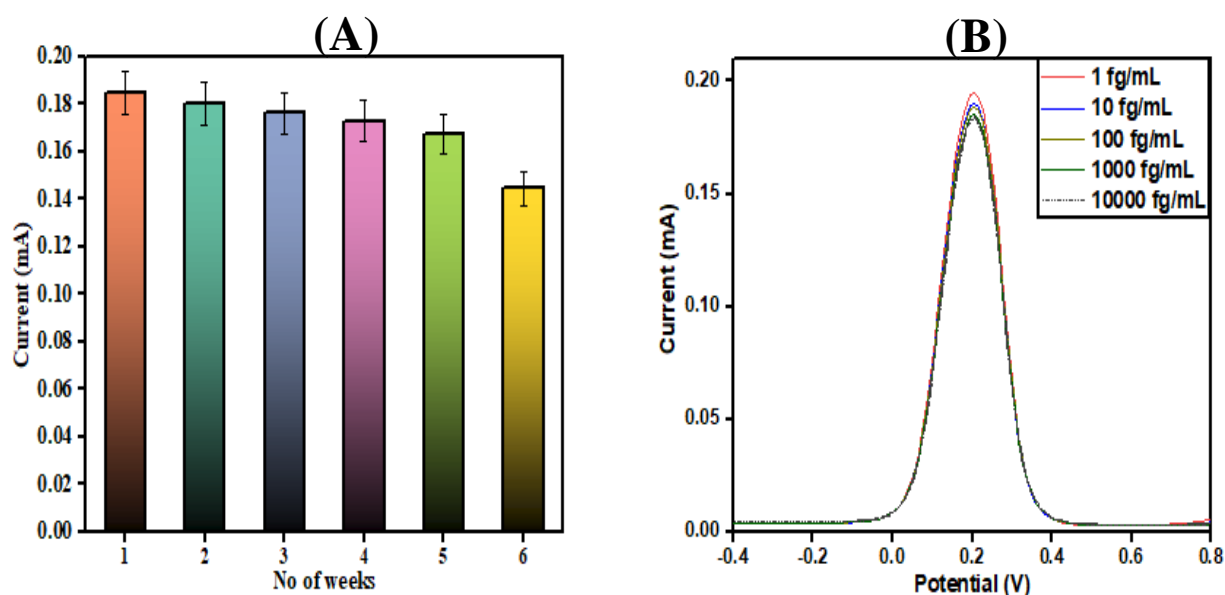 (A)
0.20
0.18
0.16
0.14
0.12
0.10
0.08
0.06
0.04
0.02
0.00
Current (mA)
1 2 3 4 5 6
No of weeks
(B)
0.20
0.15
0.10
0.05
0.00
Current (mA)
1 fg/mL
10 fg/mL
100 fg/mL
1000 fg/mL
10000 fg/mL
-0.4 -0.2 0.0 0.2 0.4 0.6 0.8
Potential (V)